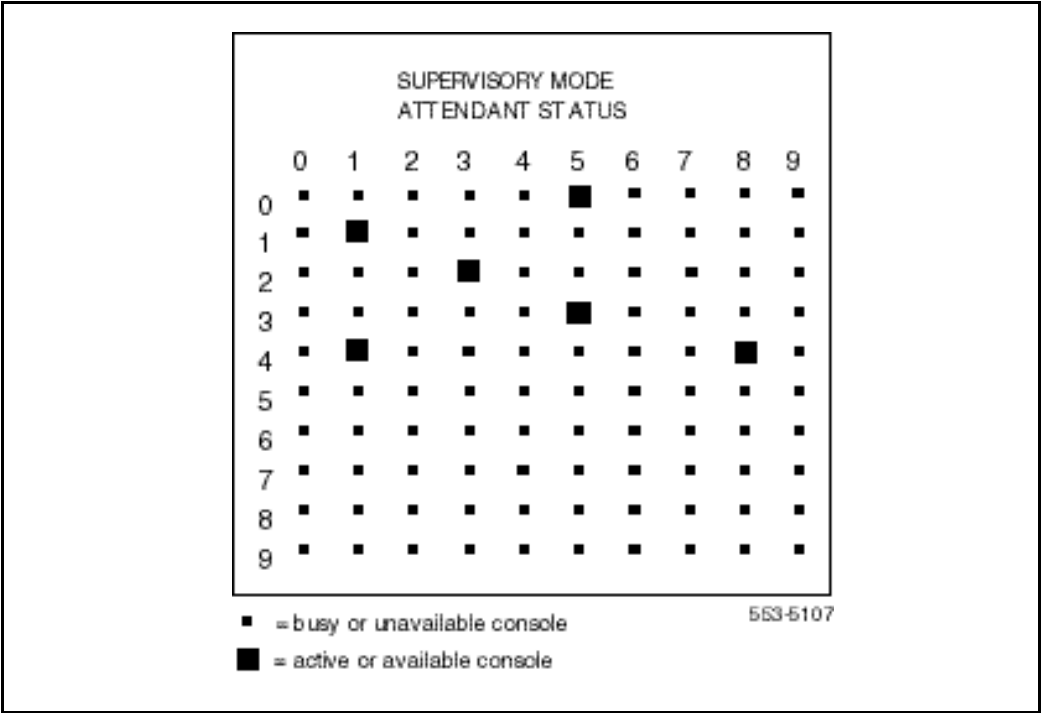 SUPERVISORY MODE
ATTENDANT STATUS
0 1 2 3 4 5 6 7 8 9
0
1
2
3
4
5
6
7
8
9
553-5107
= busy or unavailable console
= active or available console